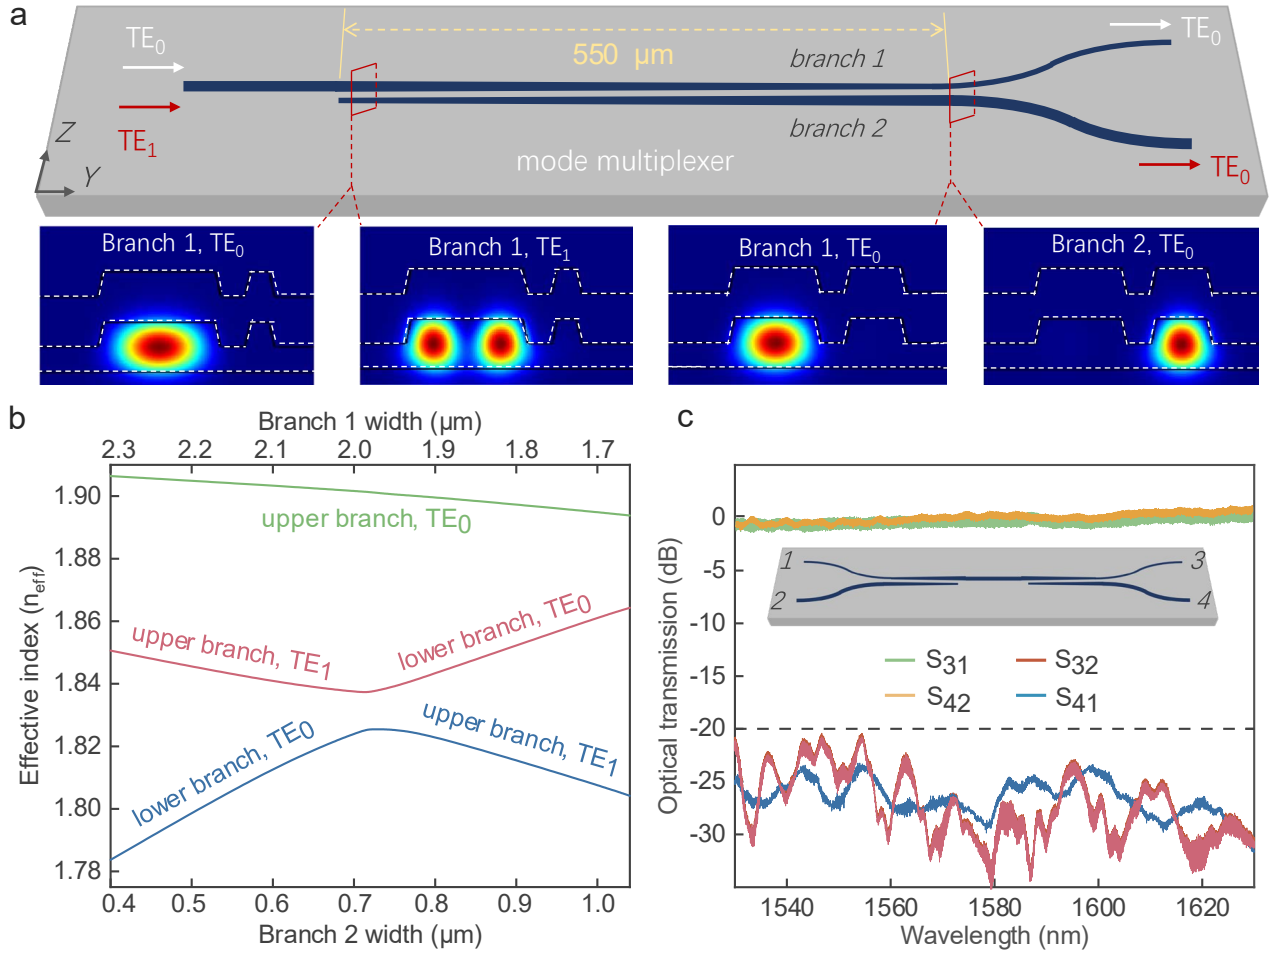 a
TE0
TE1
550 μm
branch 1
branch 2
mode multiplexer
Z
Y
TE0
TE0
Branch 1, TE0
Branch 1, TE1
Branch 1, TE0
Branch 2, TE0
b
Branch 1 width (μm)
2.3 2.2 2.1 2.0 1.9 1.8 1.7
Effective index (neff)
1.90
1.88
1.86
1.84
1.82
1.80
1.78
upper branch, TE0
upper branch, TE1
lower branch, TE0
lower branch, TE0
upper branch, TE1
0.4 0.5 0.6 0.7 0.8 0.9 1.0
Branch 2 width (μm)
c
Optical transmission (dB)
0
-5
-10
-15
-20
-25
-30
1
2
3
4
S31 S32
S42 S41
1540 1560 1580 1600 1620
Wavelength (nm)